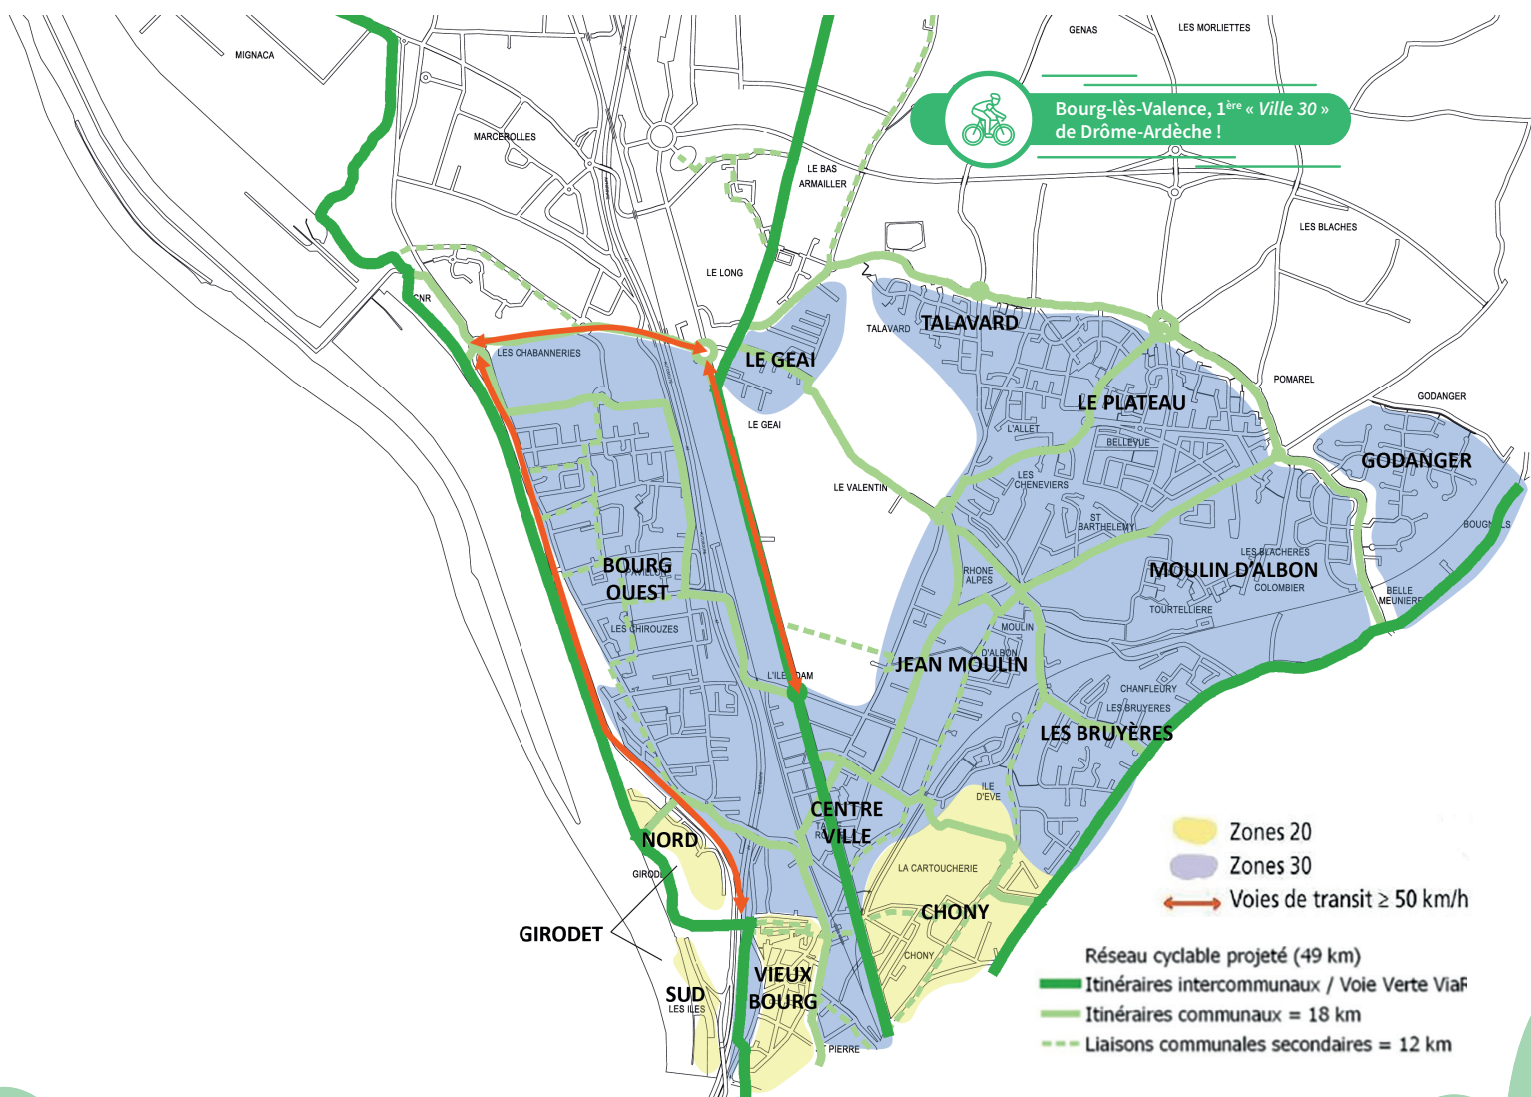 GENAS
LES MORLIETTES
MIGNACA
Bourg-lès-Valence, 1ère « Ville 30 »
de Drôme-Ardèche !
MARCEROLLES
LE BAS
ARMAILLER
LES BLACHES
LE LONG
CNR
TALAVARD
TALAVARD
LES CHABANNERIES
LE GEAI
POMAREL
GODANGER
LE PLATEAU
LE GEAI
L'ALLET
BELLEVUE
GODANGER
LE VALENTIN
LES
CHENEVIERS
ST
BARTHELEMY
LES BLACHERES
BOURG
OUEST
RHONE
ALPES
MOULIN D'ALBON
COLOMBIER
BELLE
MEUNIERE
TOURTELLIERE
LES CHIROUZES
MOULIN
D'ALBON
JEAN MOULIN
CHANFLEURY
LES BRUYERES
LES BRUYÈRES
ILE
D'EVE
CENTRE
VILLE
NORD
LA CARTOUCHERIE
CHONY
GIRODET
CHONY
VIEUX
BOURG
SUD
LES ILES
PIERRE
Zones 20
Zones 30
Voies de transit ≥ 50 km/h
Réseau cyclable projeté (49 km)
Itinéraires intercommunaux / Voie Verte
Itinéraires communaux = 18 km
Liaisons communales secondaires = 12 km